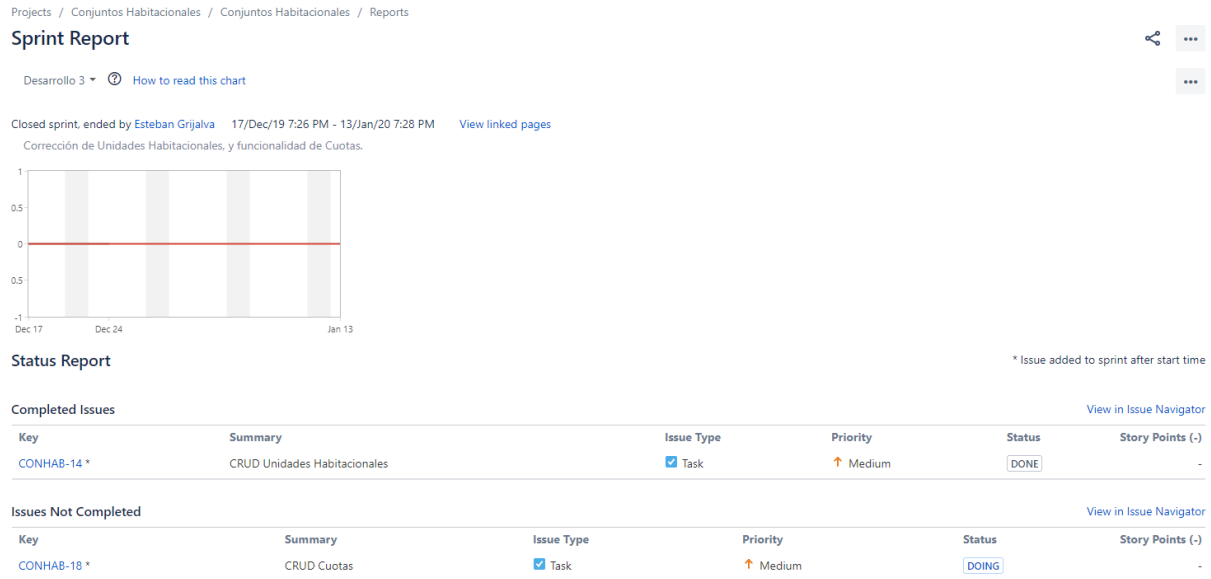 Projects / Conjuntos Habitacionales / Conjuntos Habitacionales / Reports
Sprint Report
Desarrollo 3 How to read this chart
Closed sprint, ended by Esteban Grijalva 17/Dec/19 7:26 PM - 13/Jan/20 7:28 PM View linked pages
Corrección de Unidades Habitacionales, y funcionalidad de Cuotas.
1
0.5
0
0.5
-1
Dec 17 Dec 24 Jan 13
Status Report * Issue added to sprint after start time
Completed Issues View in Issue Navigator
Key Summary Issue Type Priority Status Story Points (-)
CONHAB-14 * CRUD Unidades Habitacionales Task Medium DONE -
Issues Not Completed View in Issue Navigator
Key Summary Issue Type Priority Status Story Points (-)
CONHAB-18 * CRUD Cuotas Task Medium DOING -